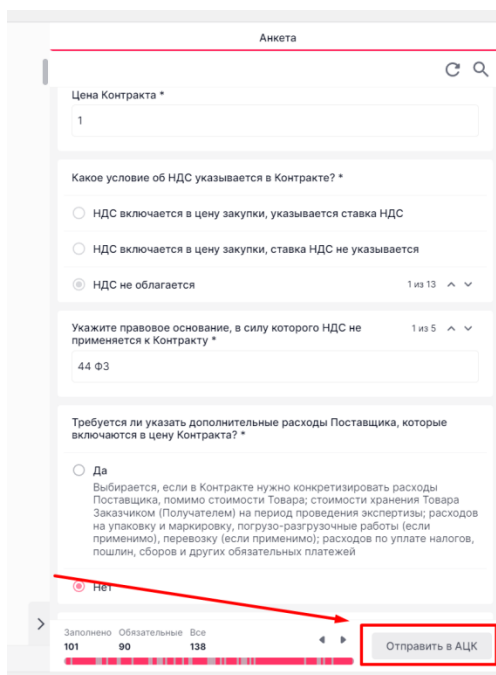 Анкета
Цена Контракта *
1
Какое условие об НДС указывается в Контракте? *
НДС включается в цену закупки, указывается ставка НДС
НДС включается в цену закупки, ставка НДС не указывается
НДС не облагается 1 из 13
Укажите правовое основание, в силу которого НДС не 1 из 5
применяется к Контракту *
44 ФЗ
Требуется ли указать дополнительные расходы Поставщика, которые
включаются в цену Контракта? *
Да
Выбирается, если в Контракте нужно конкретизировать расходы
Поставщика, помимо стоимости Товара; стоимости хранения Товара
Заказчиком (Получателем) на период проведения экспертизы; расходов
на упаковку и маркировку, погрузо-разгрузочные работы (если
применимо), перевозку (если применимо); расходов по уплате налогов,
пошлин, сборов и других обязательных платежей
Нет
Заполнено Обязательные Все
101 90 138
Отправить в АЦК